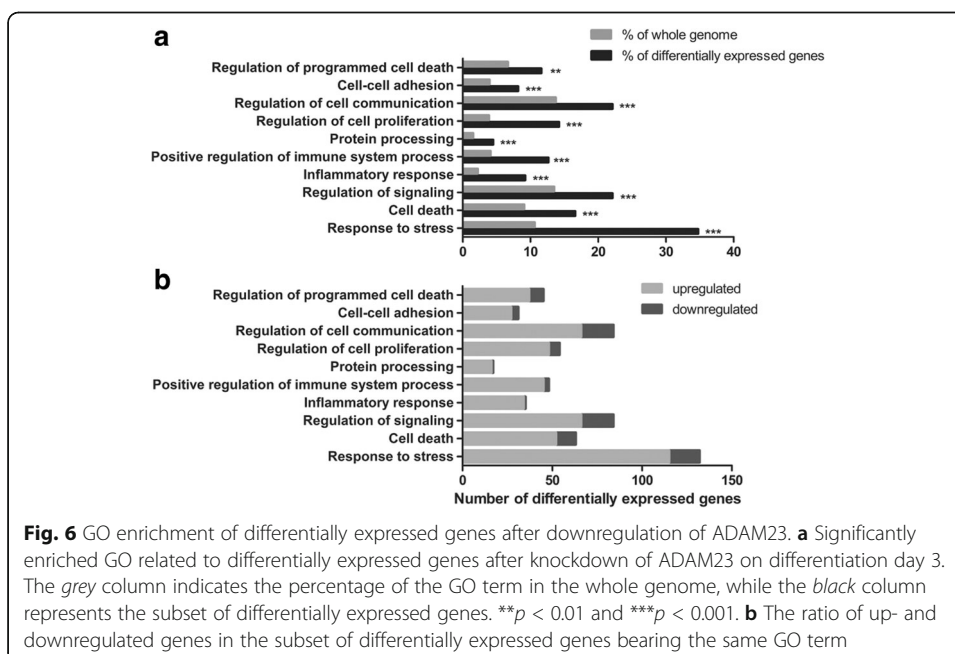 a
% of whole genome
% of differentially expressed genes
Regulation of programmed cell death
**
Cell-cell adhesion
***
Regulation of cell communication
***
Regulation of cell proliferation
***
Protein processing
***
Positive regulation of immune system process
***
Inflammatory response
***
Regulation of signaling
***
Cell death
***
Response to stress
***
0 10 20 30 40
b
upregulated
downregulated
Regulation of programmed cell death
Cell-cell adhesion
Regulation of cell communication
Regulation of cell proliferation
Protein processing
Positive regulation of immune system process
Inflammatory response
Regulation of signaling
Cell death
Response to stress
0 50 100 150
Number of differentially expressed genes
Fig. 6 GO enrichment of differentially expressed genes after downregulation of ADAM23. a Significantly
enriched GO related to differentially expressed genes after knockdown of ADAM23 on differentiation day 3.
The grey column indicates the percentage of the GO term in the whole genome, while the black column
represents the subset of differentially expressed genes. **p < 0.01 and ***p < 0.001. b The ratio of up- and
downregulated genes in the subset of differentially expressed genes bearing the same GO term